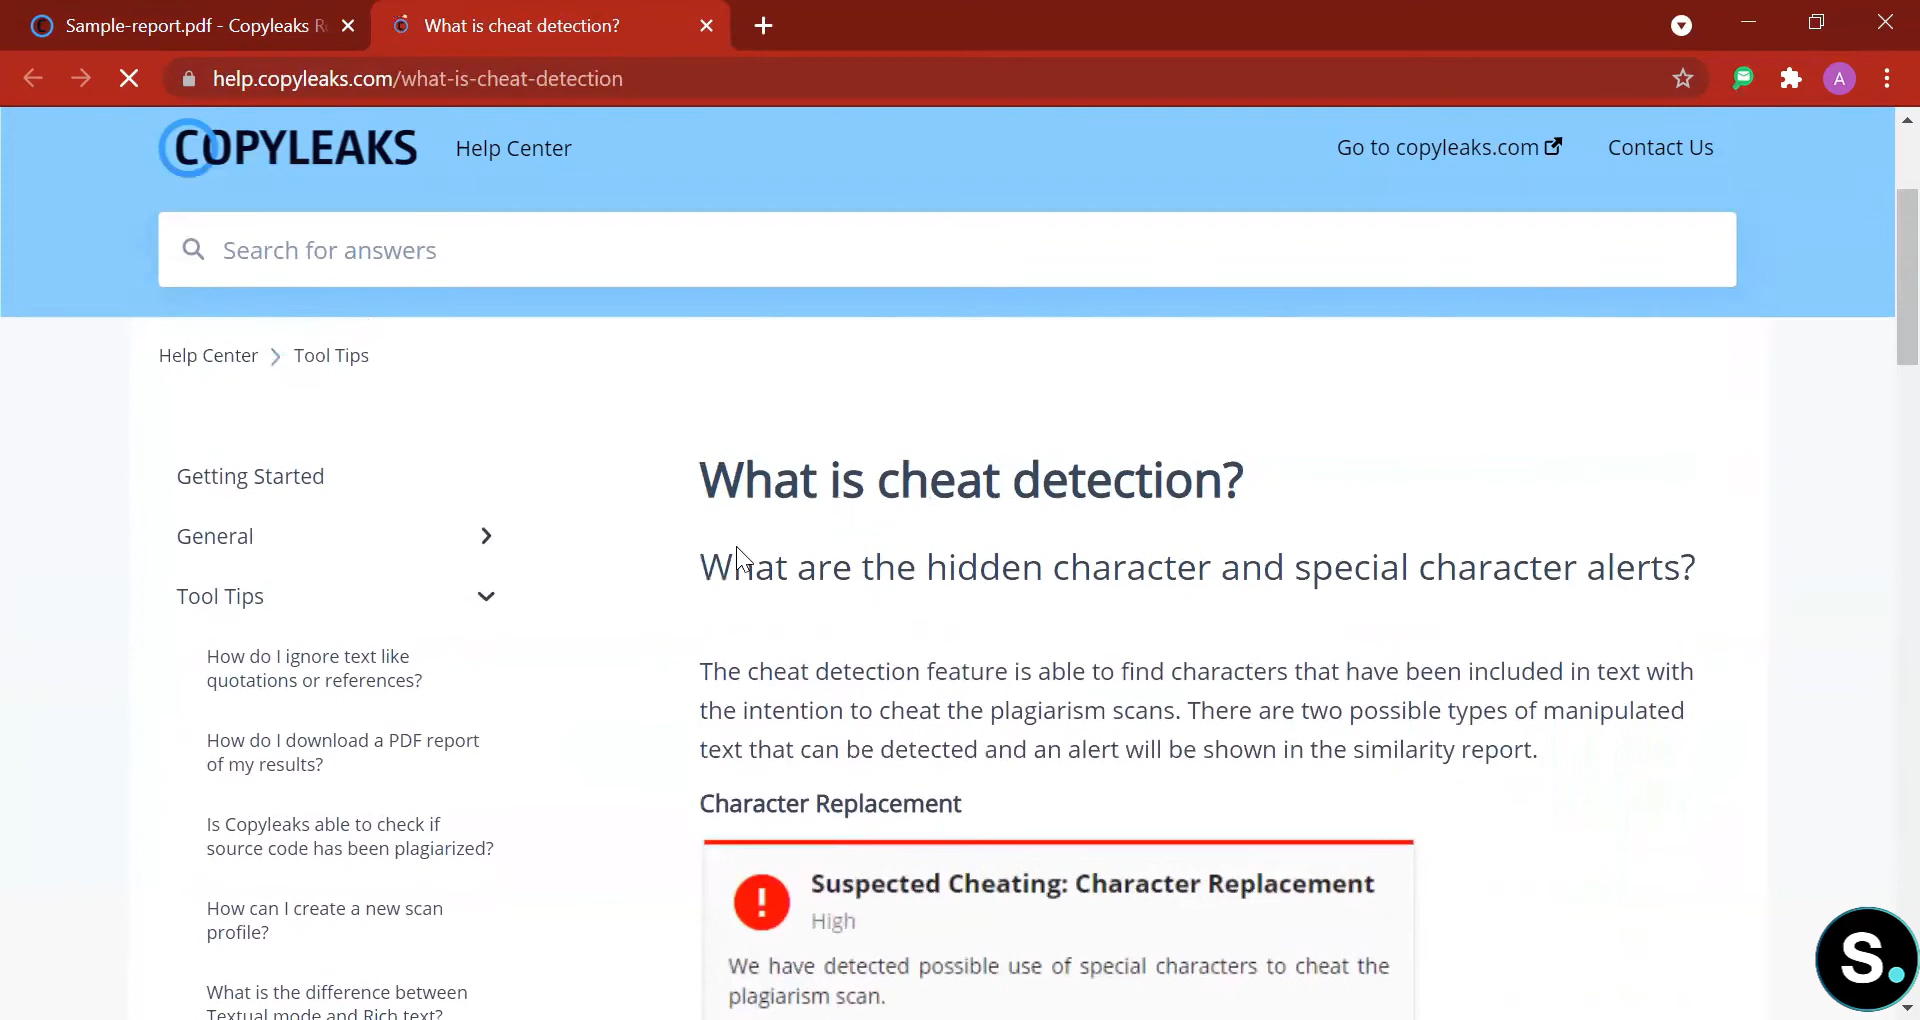 Sample-report.pdf - Copyleaks R
What is cheat detection?
help.copyleaks.com/what-is-cheat-detection
A
COPYLEAKS
Help Center
Go to copyleaks.com
Contact Us
Search for answers
Help Center
Tool Tips
Getting Started
General
Tool Tips
How do I ignore text like
quotations or references?
How do I download a PDF report
of my results?
Is Copyleaks able to check if
source code has been plagiarized?
How can I create a new scan
profile?
What is the difference between
Textual mode and Rich text?
What is cheat detection?
What are the hidden character and special character alerts?
The cheat detection feature is able to find characters that have been included in text with
the intention to cheat the plagiarism scans. There are two possible types of manipulated
text that can be detected and an alert will be shown in the similarity report.
Character Replacement
Suspected Cheating: Character Replacement
High
We have detected possible use of special characters to cheat the
plagiarism scan.
S.